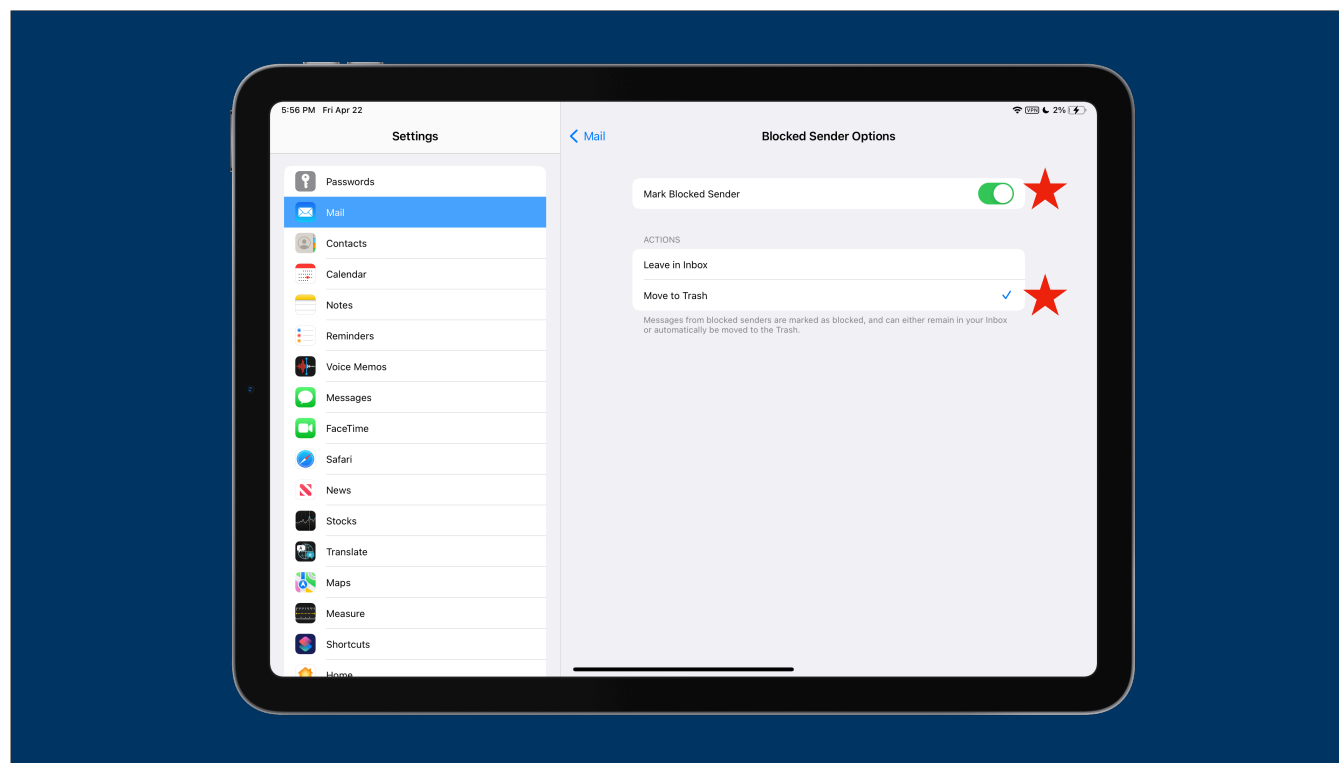 5:56 PM Fri Apr 22
VPN 2%
Settings
Passwords
Mail
Contacts
Calendar
Notes
Reminders
Voice Memos
Messages
FaceTime
Safari
News
Stocks
Translate
Maps
Measure
Shortcuts
Home
Mail
Blocked Sender Options
Mark Blocked Sender
ACTIONS
Leave in Inbox
Move to Trash
Messages from blocked senders are marked as blocked, and can either remain in your Inbox
or automatically be moved to the Trash.